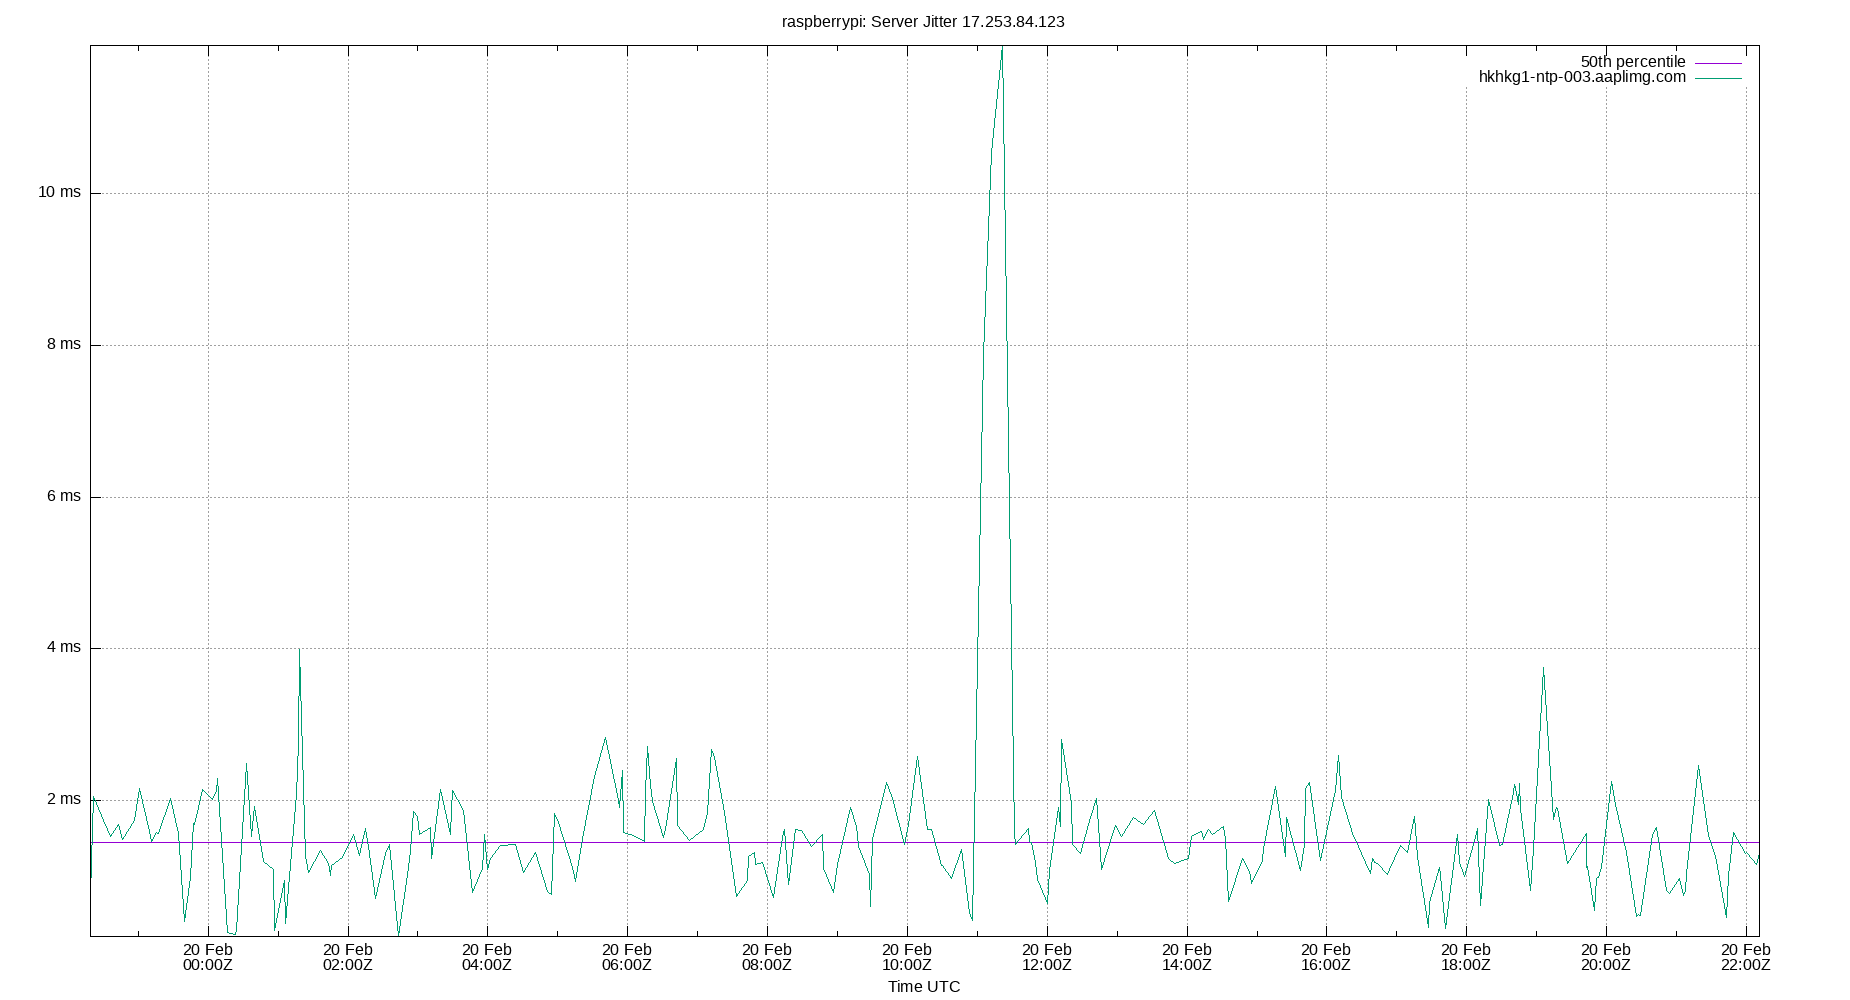 raspberrypi: Server Jitter 17.253.84.123
50th percentile
hkhkg1-ntp-003.aaplimg.com
10 ms
8 ms
6 ms
4 ms
2 ms
20 Feb 20 Feb 20 Feb 20 Feb 20 Feb 20 Feb 20 Feb 20 Feb 20 Feb 20 Feb 20 Feb 20 Feb
00:00Z 02:00Z 04:00Z 06:00Z 08:00Z 10:00Z 12:00Z 14:00Z 16:00Z 18:00Z 20:00Z 22:00Z
Time UTC